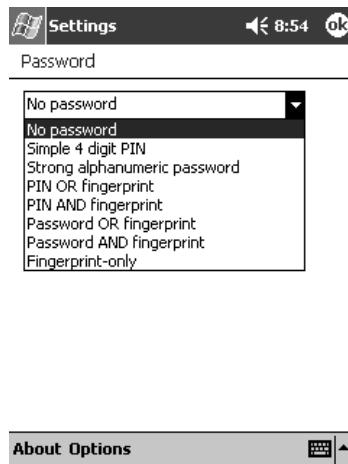 Settings 8:54 ok
Password
No password
No password
Simple 4 digit PIN
Strong alphanumeric password
PIN OR fingerprint
PIN AND fingerprint
Password OR fingerprint
Password AND fingerprint
Fingerprint-only
About Options